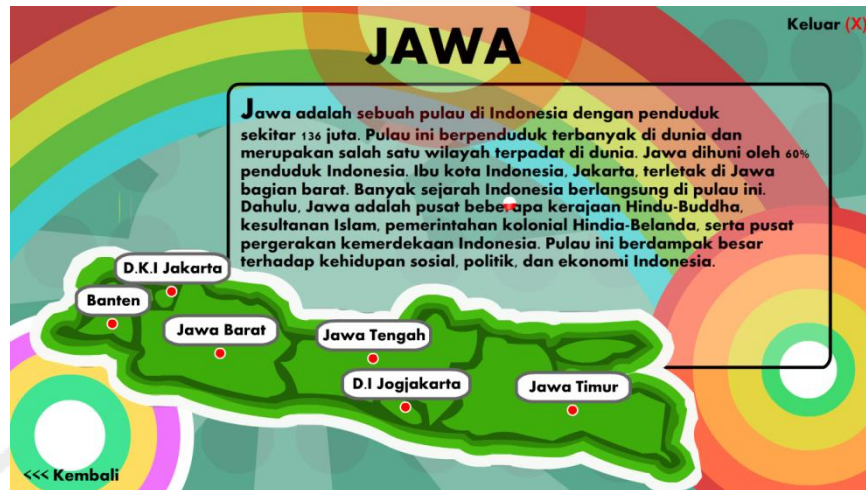 Keluar (X)
JAWA
Jawa adalah sebuah pulau di Indonesia dengan penduduk
sekitar 136 juta. Pulau ini berpenduduk terbanyak di dunia dan
merupakan salah satu wilayah terpadat di dunia. Jawa dihuni oleh 60%
penduduk Indonesia. Ibu kota Indonesia, Jakarta, terletak di Jawa
bagian barat. Banyak sejarah Indonesia berlangsung di pulau ini.
Dahulu, Jawa adalah pusat beberapa kerajaan Hindu-Buddha,
kesultanan Islam, pemerintahan kolonial Hindia-Belanda, serta pusat
pergerakan kemerdekaan Indonesia. Pulau ini berdampak besar
terhadap kehidupan sosial, politik, dan ekonomi Indonesia.
D.K.I Jakarta
Banten
Jawa Barat
Jawa Tengah
D.I Jogjakarta
Jawa Timur
<<< Kembali